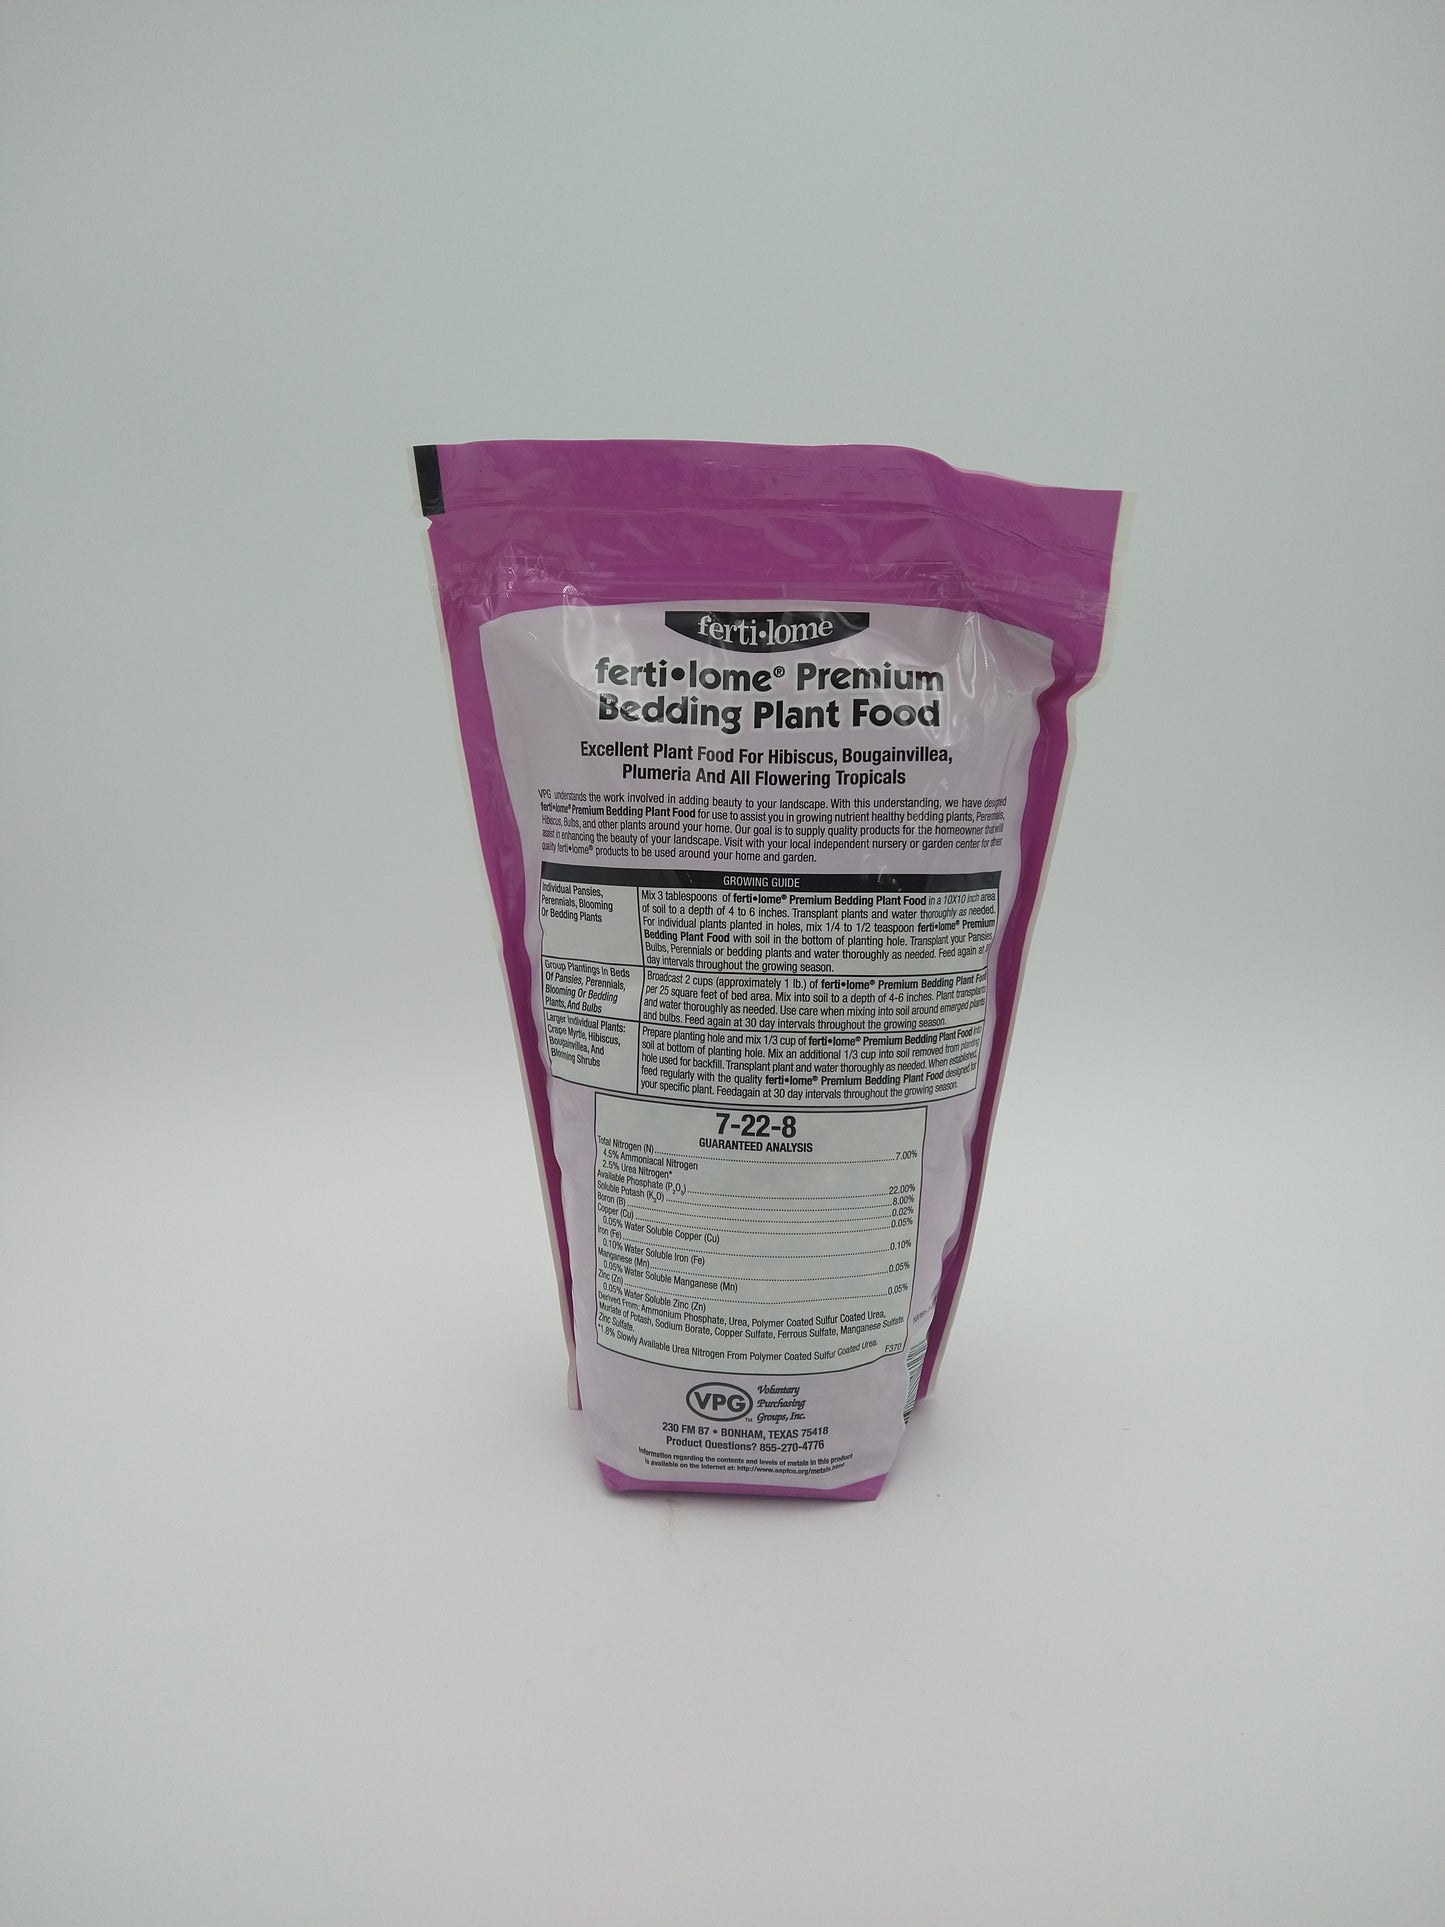 ferti•lome
ferti•lome® Premium
Bedding Plant Food
Excellent Plant Food For Hibiscus, Bougainvillea,
Plumeria And All Flowering Tropicals
VPG understands the work involved in adding beauty to your landscape. With this understanding, we have designed
ferti•lome® Premium Bedding Plant Food for use to assist you in growing nutrient healthy bedding plants, Perennials,
Hibiscus, Bulbs, and other plants around your home. Our goal is to supply quality products for the homeowner that will
assist in enhancing the beauty of your landscape. Visit with your local independent nursery or garden center for other
quality ferti•lome® products to be used around your home and garden.
GROWING GUIDE
Individual Pansies,
Perennials, Blooming
Or Bedding Plants
Mix 3 tablespoons of ferti•lome® Premium Bedding Plant Food in a 10X10 inch area
of soil to a depth of 4 to 6 inches. Transplant plants and water thoroughly as needed.
For individual plants planted in holes, mix 1/4 to 1/2 teaspoon ferti•lome® Premium
Bedding Plant Food with soil in the bottom of planting hole. Transplant your Pansies,
Bulbs, Perennials or bedding plants and water thoroughly as needed. Feed again at
day intervals throughout the growing season.
Group Plantings In Beds
Of Pansies, Perennials,
Blooming Or Bedding
Plants, And Bulbs
Broadcast 2 cups (approximately 1 lb.) of ferti•lome® Premium Bedding Plant Food
per 25 square feet of bed area. Mix into soil to a depth of 4-6 inches. Plant transplants
and water thoroughly as needed. Use care when mixing into soil around emerged plants
and bulbs. Feed again at 30 day intervals throughout the growing season.
Larger Individual Plants:
Crape Myrtle, Hibiscus,
Bougainvillea, And
Blooming Shrubs
Prepare planting hole and mix 1/3 cup of ferti•lome® Premium Bedding Plant Food into
soil at bottom of planting hole. Mix an additional 1/3 cup into soil removed from planting
hole used for backfill. Transplant plant and water thoroughly as needed. When established,
feed regularly with the quality ferti•lome® Premium Bedding Plant Food designed for
your specific plant. Feedagain at 30 day intervals throughout the growing season.
7-22-8
GUARANTEED ANALYSIS
Total Nitrogen (N)..........7.00%
4.5% Ammoniacal Nitrogen
2.5% Urea Nitrogen*
Available Phosphate (P2O5)..........22.00%
Soluble Potash (K2O)..........8.00%
Boron (B)..........0.02%
Copper (Cu)..........0.05%
0.05% Water Soluble Copper (Cu)
Iron (Fe)..........0.10%
0.10% Water Soluble Iron (Fe)
Manganese (Mn)..........0.05%
0.05% Water Soluble Manganese (Mn)
Zinc (Zn)..........0.05%
0.05% Water Soluble Zinc (Zn)
Derived From: Ammonium Phosphate, Urea, Polymer Coated Sulfur Coated Urea,
Muriate of Potash, Sodium Borate, Copper Sulfate, Ferrous Sulfate, Manganese Sulfate,
Zinc Sulfate.
*1.8% Slowly Available Urea Nitrogen From Polymer Coated Sulfur Coated Urea. F370
VPG™
Voluntary
Purchasing
Groups, Inc.
230 FM 87 • BONHAM, TEXAS 75418
Product Questions? 855-270-4776
Information regarding the contents and levels of metals in this product
is available on the Internet at: http://www.aapfco.org/metals.html